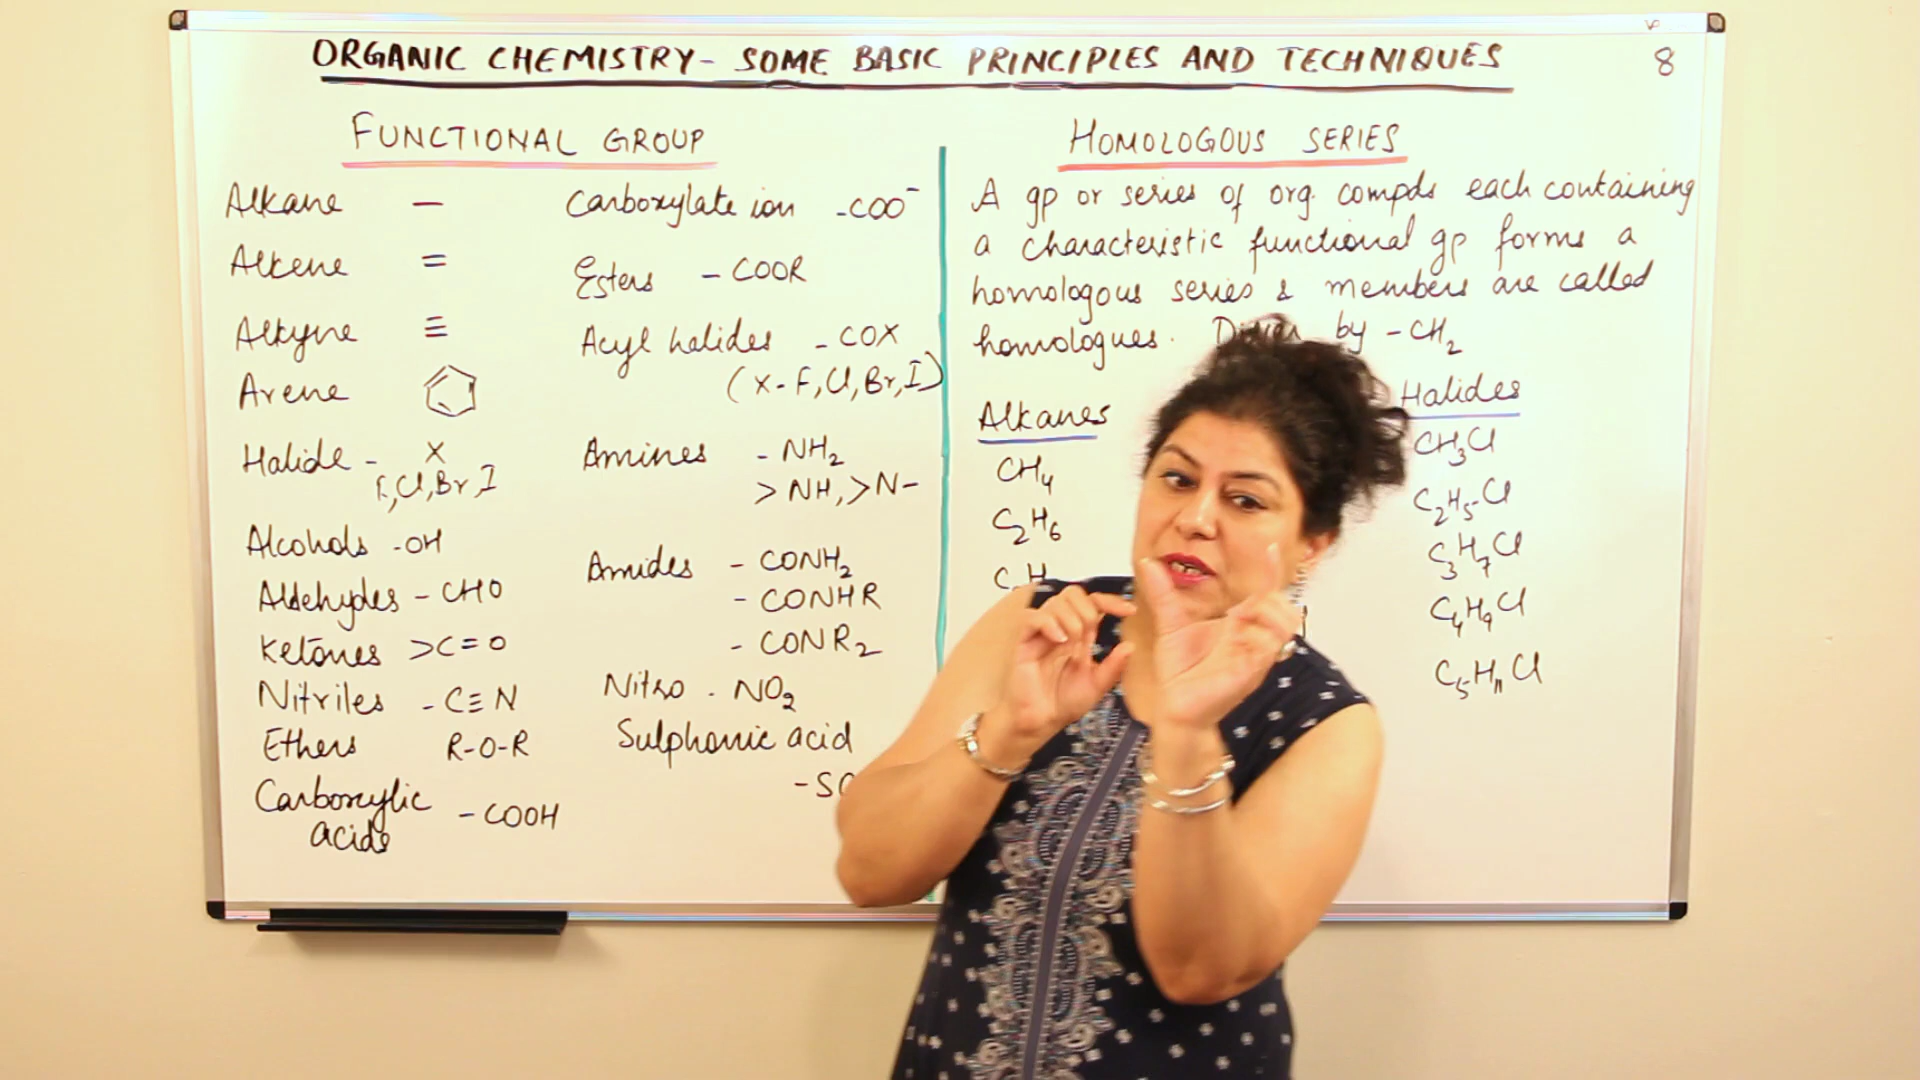 ORGANIC CHEMISTRY - SOME BASIC PRINCIPLES AND TECHNIQUES
8
FUNCTIONAL GROUP
Alkane —
Alkene =
Alkyne ≡
Arene
Halide - X
F, Cl, Br, I
Alcohols -OH
Aldehydes - CHO
Ketones >C=O
Nitriles - C≡N
Ethers R-O-R
Carboxylic acids - COOH
Carboxylate ion -COO⁻
Esters - COOR
Acyl halides - COX
(X - F, Cl, Br, I)
Amines - NH₂
>NH, >N-
Amides - CONH₂
- CONHR
- CONR₂
Nitro - NO₂
Sulphonic acid
HOMOLOGOUS SERIES
A gp or series of org. compds each containing
a characteristic functional gp forms a
homologous series & members are called
homologues. Differ by - CH₂
Alkanes
CH₄
C₂H₆
Halides
CH₃Cl
C₂H₅-Cl
C₃H₇Cl
C₄H₉Cl
C₅H₁₁Cl